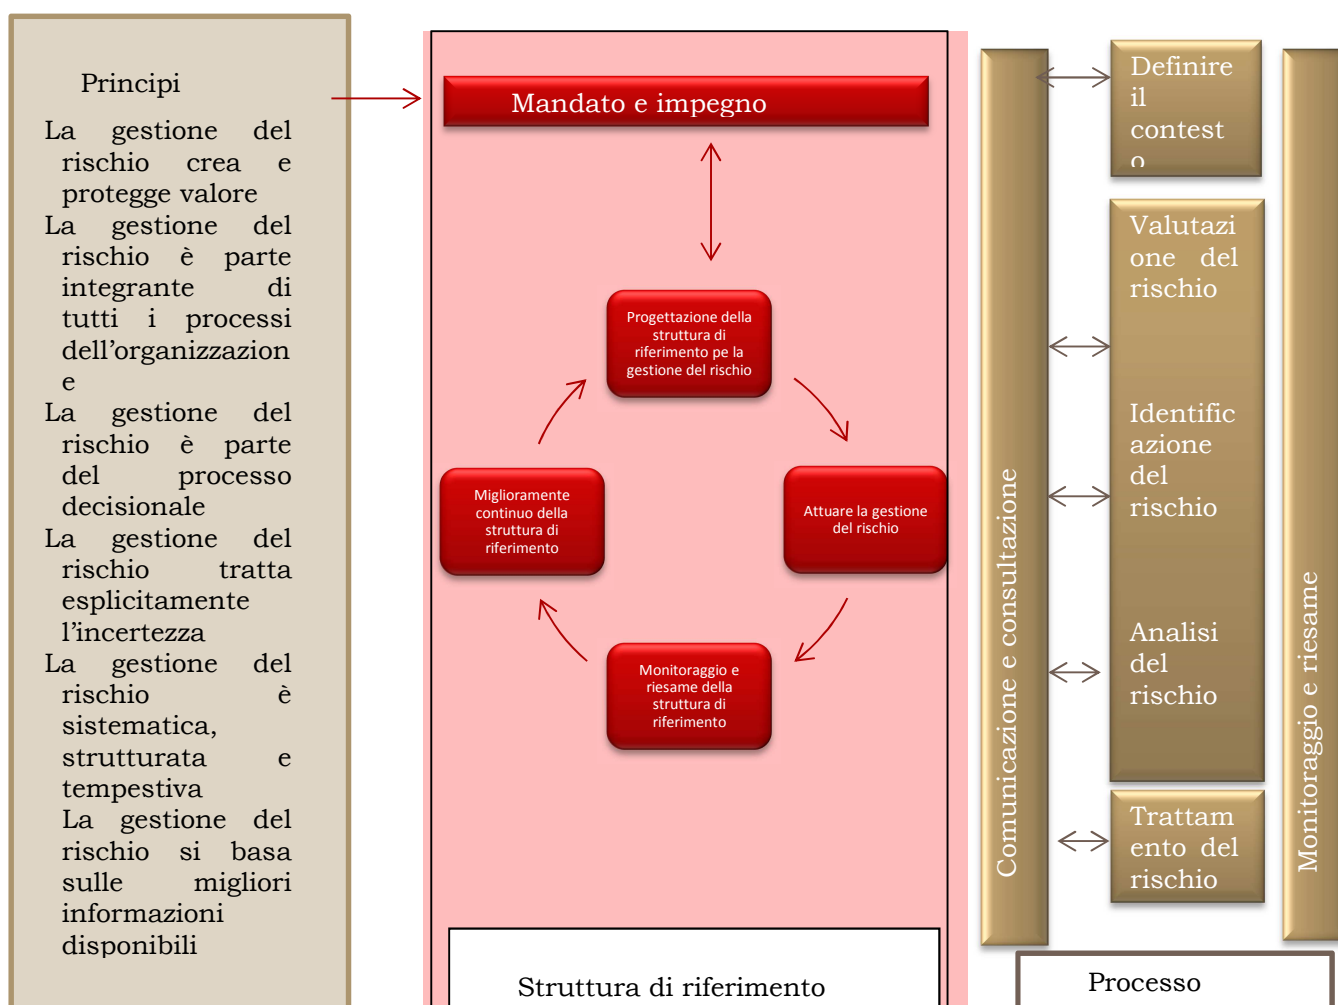 Principi
La gestione del
rischio crea e
protegge valore
La gestione del
rischio è parte
integrante di
tutti i processi
dell’organizzazion
e
La gestione del
rischio è parte
del processo
decisionale
La gestione del
rischio tratta
esplicitamente
l’incertezza
La gestione del
rischio è
sistematica,
strutturata e
tempestiva
La gestione del
rischio si basa
sulle migliori
informazioni
disponibili
Mandato e impegno
Progettazione della
struttura di
riferimento pe la
gestione del rischio
Attuare la gestione
del rischio
Monitoraggio e
riesame della
struttura di
riferimento
Miglioramente
continuo della
struttura di
riferimento
Struttura di riferimento
Comunicazione e consultazione
Definire
il
contest
o
Valutazi
one del
rischio
Identific
azione
del
rischio
Analisi
del
rischio
Trattam
ento del
rischio
Monitoraggio e riesame
Processo